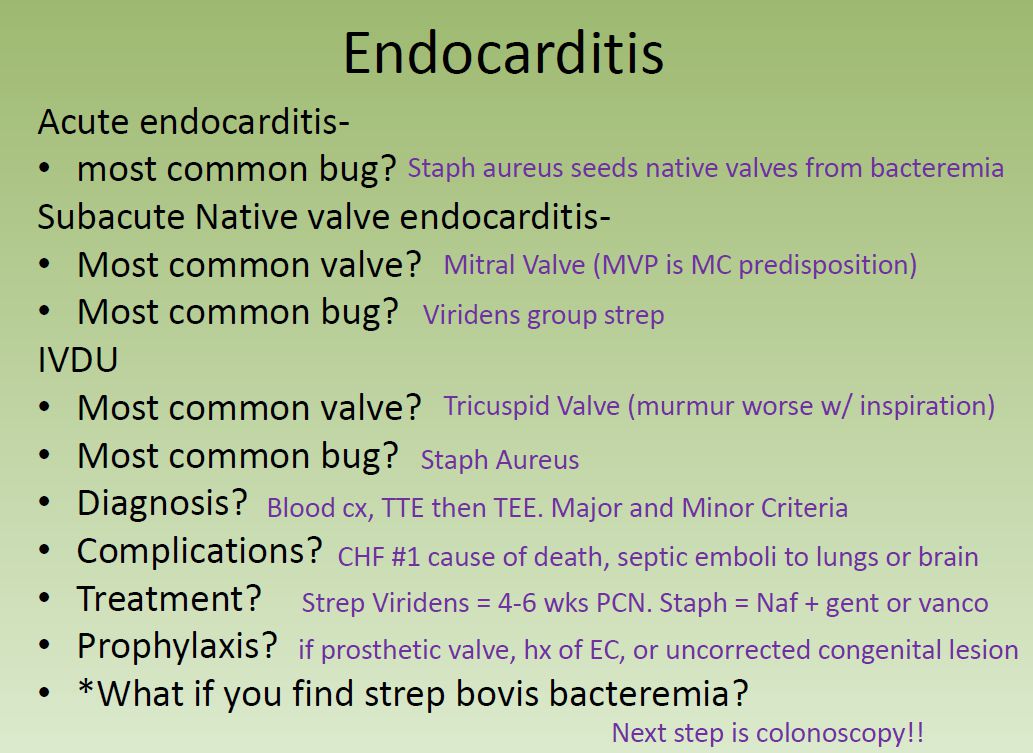 Endocarditis
Acute endocarditis-
• most common bug? Staph aureus seeds native valves from bacteremia
Subacute Native valve endocarditis-
• Most common valve? Mitral Valve (MVP is MC predisposition)
• Most common bug? Viridens group strep
IVDU
• Most common valve? Tricuspid Valve (murmur worse w/ inspiration)
• Most common bug? Staph Aureus
• Diagnosis? Blood cx, TTE then TEE. Major and Minor Criteria
• Complications? CHF #1 cause of death, septic emboli to lungs or brain
• Treatment? Strep Viridens = 4-6 wks PCN. Staph = Naf + gent or vanco
• Prophylaxis? if prosthetic valve, hx of EC, or uncorrected congenital lesion
• *What if you find strep bovis bacteremia?
Next step is colonoscopy!!